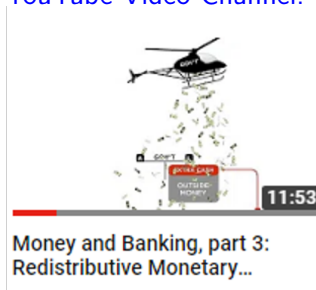 YouTube Video Channel.
GOV'T
GOV'T
EXTRA CASH
OUTSIDE-
MONEY
11:53
Money and Banking, part 3:
Redistributive Monetary...